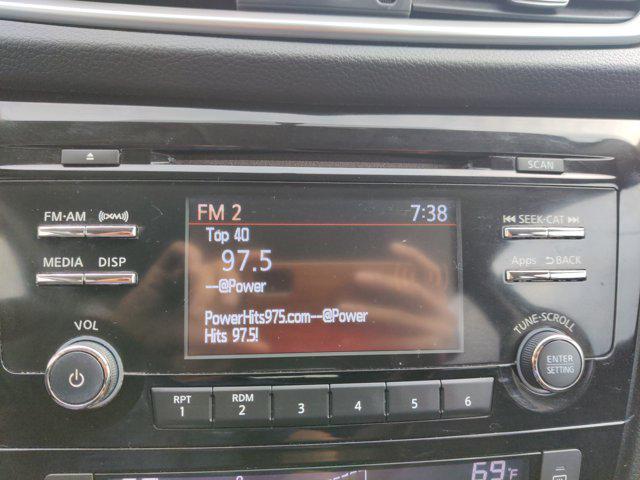 SCAN
FM·AM ((XM))
SEEK·CAT
MEDIA DISP
Apps BACK
FM 2 7:38
Top 40
97.5
--@Power
PowerHits975.com--@Power
Hits 97.5!
VOL
TUNE·SCROLL
ENTER
SETTING
RPT
1
RDM
2
3
4
5
6
69°F